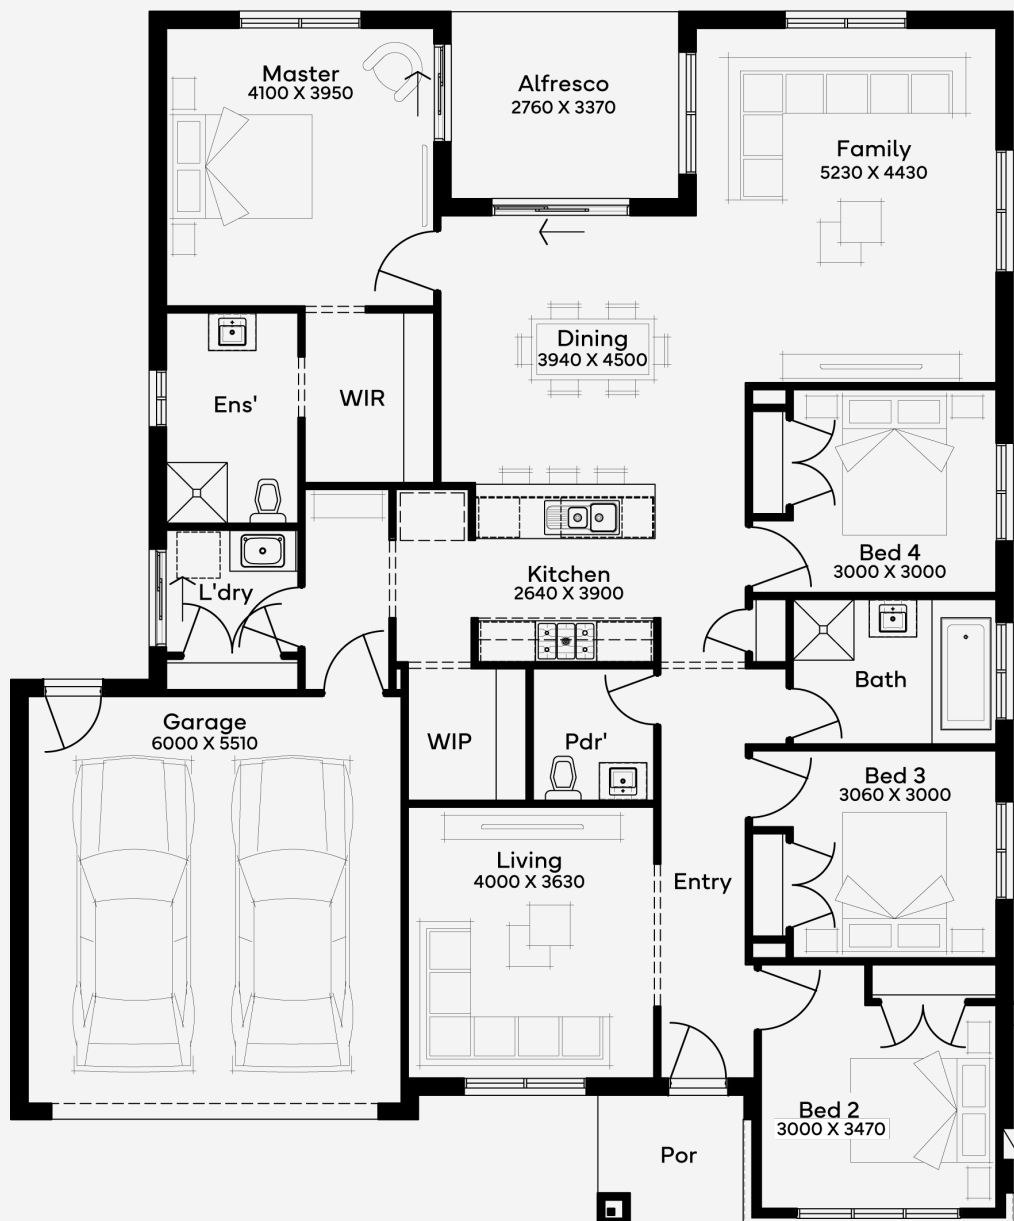 Master
4100 X 3950
Alfresco
2760 X 3370
Family
5230 X 4430
Dining
3940 X 4500
Ens'
WIR
Bed 4
3000 X 3000
Kitchen
2640 X 3900
L'dry
Bath
Garage
6000 X 5510
WIP
Pdr'
Bed 3
3060 X 3000
Living
4000 X 3630
Entry
Bed 2
3000 X 3470
Por